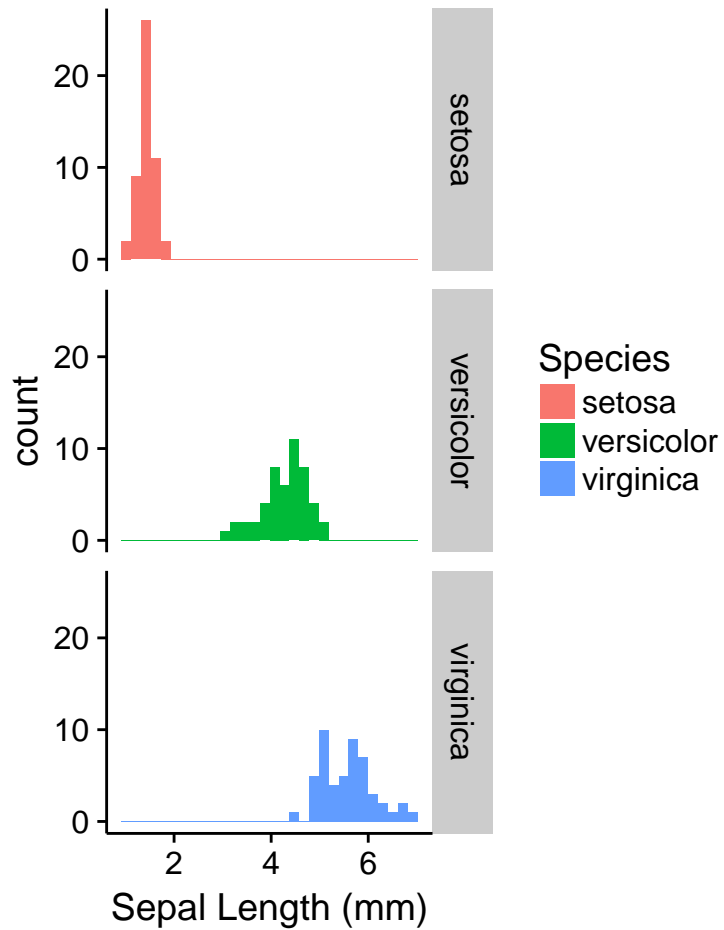 20
10
0
setosa
20
10
0
versicolor
20
10
0
virginica
count
2 4 6
Sepal Length (mm)
Species
setosa
versicolor
virginica